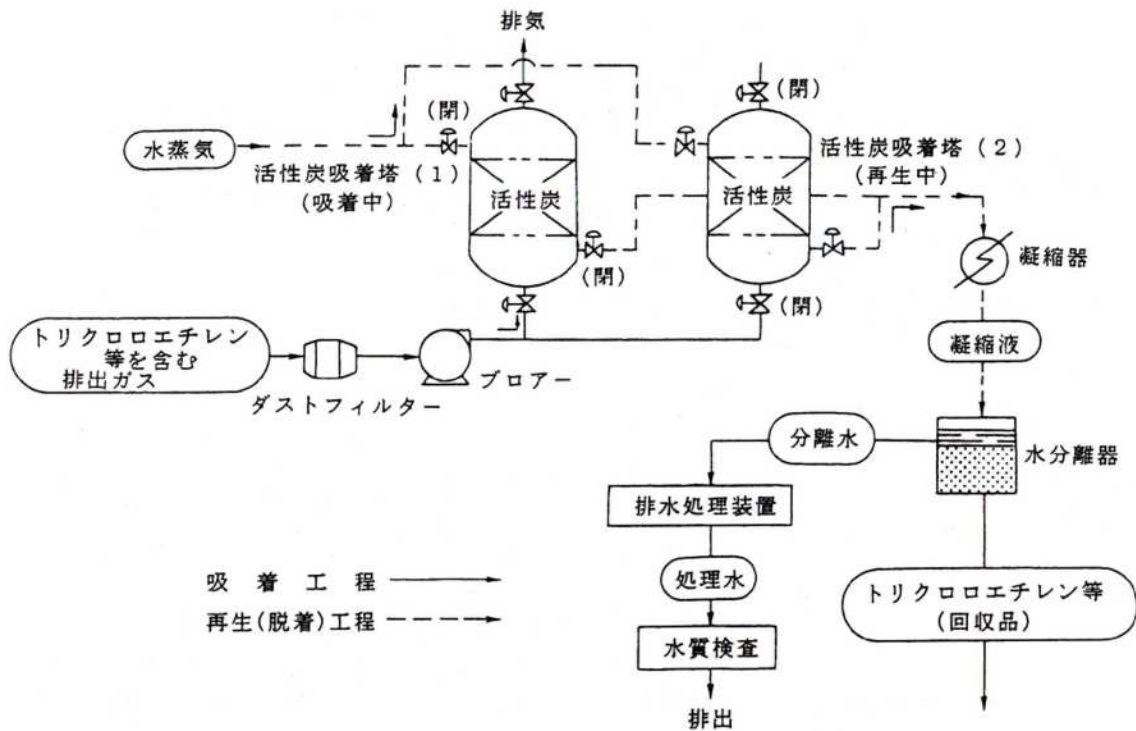 排気
(閉)
(閉)
水蒸気
活性炭吸着塔(1)
(吸着中)
活性炭
(閉)
活性炭
活性炭吸着塔(2)
(再生中)
(閉)
凝縮器
凝縮液
トリクロロエチレン
等を含む
排出ガス
ダストフィルター
ブロアー
分離水
水分離器
排水処理装置
処理水
水質検査
排出
トリクロロエチレン等
(回収品)
吸着工程
再生(脱着)工程